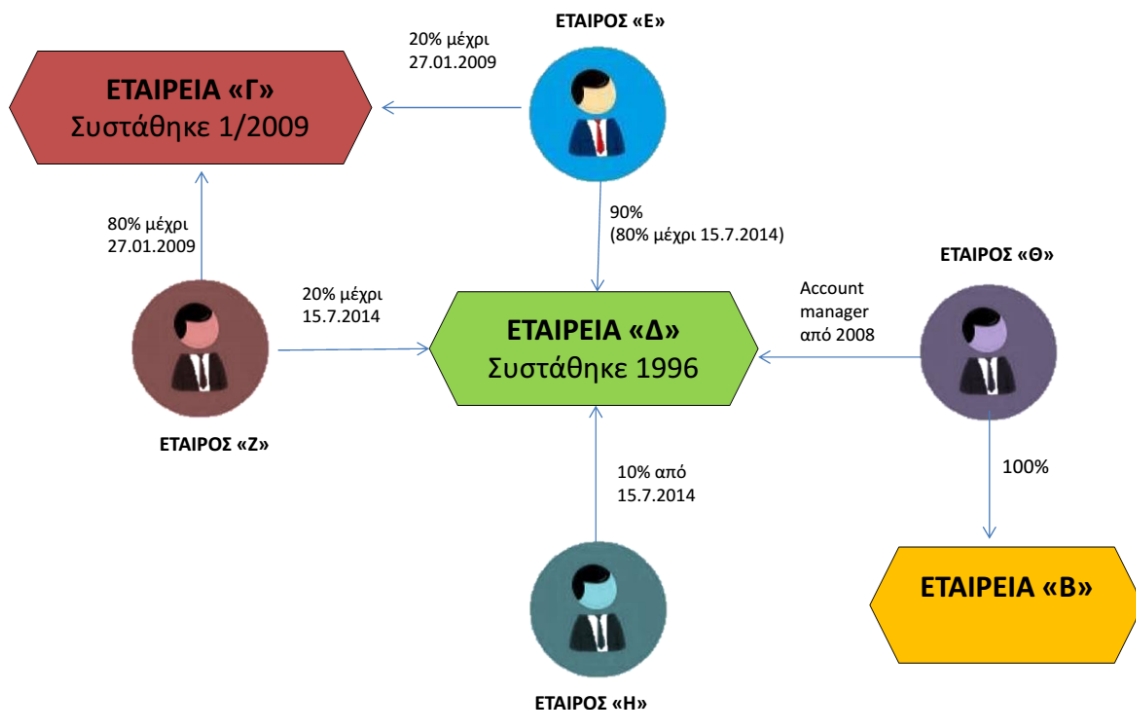 ΕΤΑΙΡΟΣ «Ε»
20% μέχρι
27.01.2009
ΕΤΑΙΡΕΙΑ «Γ»
Συστάθηκε 1/2009
80% μέχρι
27.01.2009
90%
(80% μέχρι 15.7.2014)
ΕΤΑΙΡΟΣ «Θ»
20% μέχρι
15.7.2014
ΕΤΑΙΡΕΙΑ «Δ»
Συστάθηκε 1996
Account
manager
από 2008
ΕΤΑΙΡΟΣ «Ζ»
10% από
15.7.2014
100%
ΕΤΑΙΡΕΙΑ «Β»
ΕΤΑΙΡΟΣ «Η»